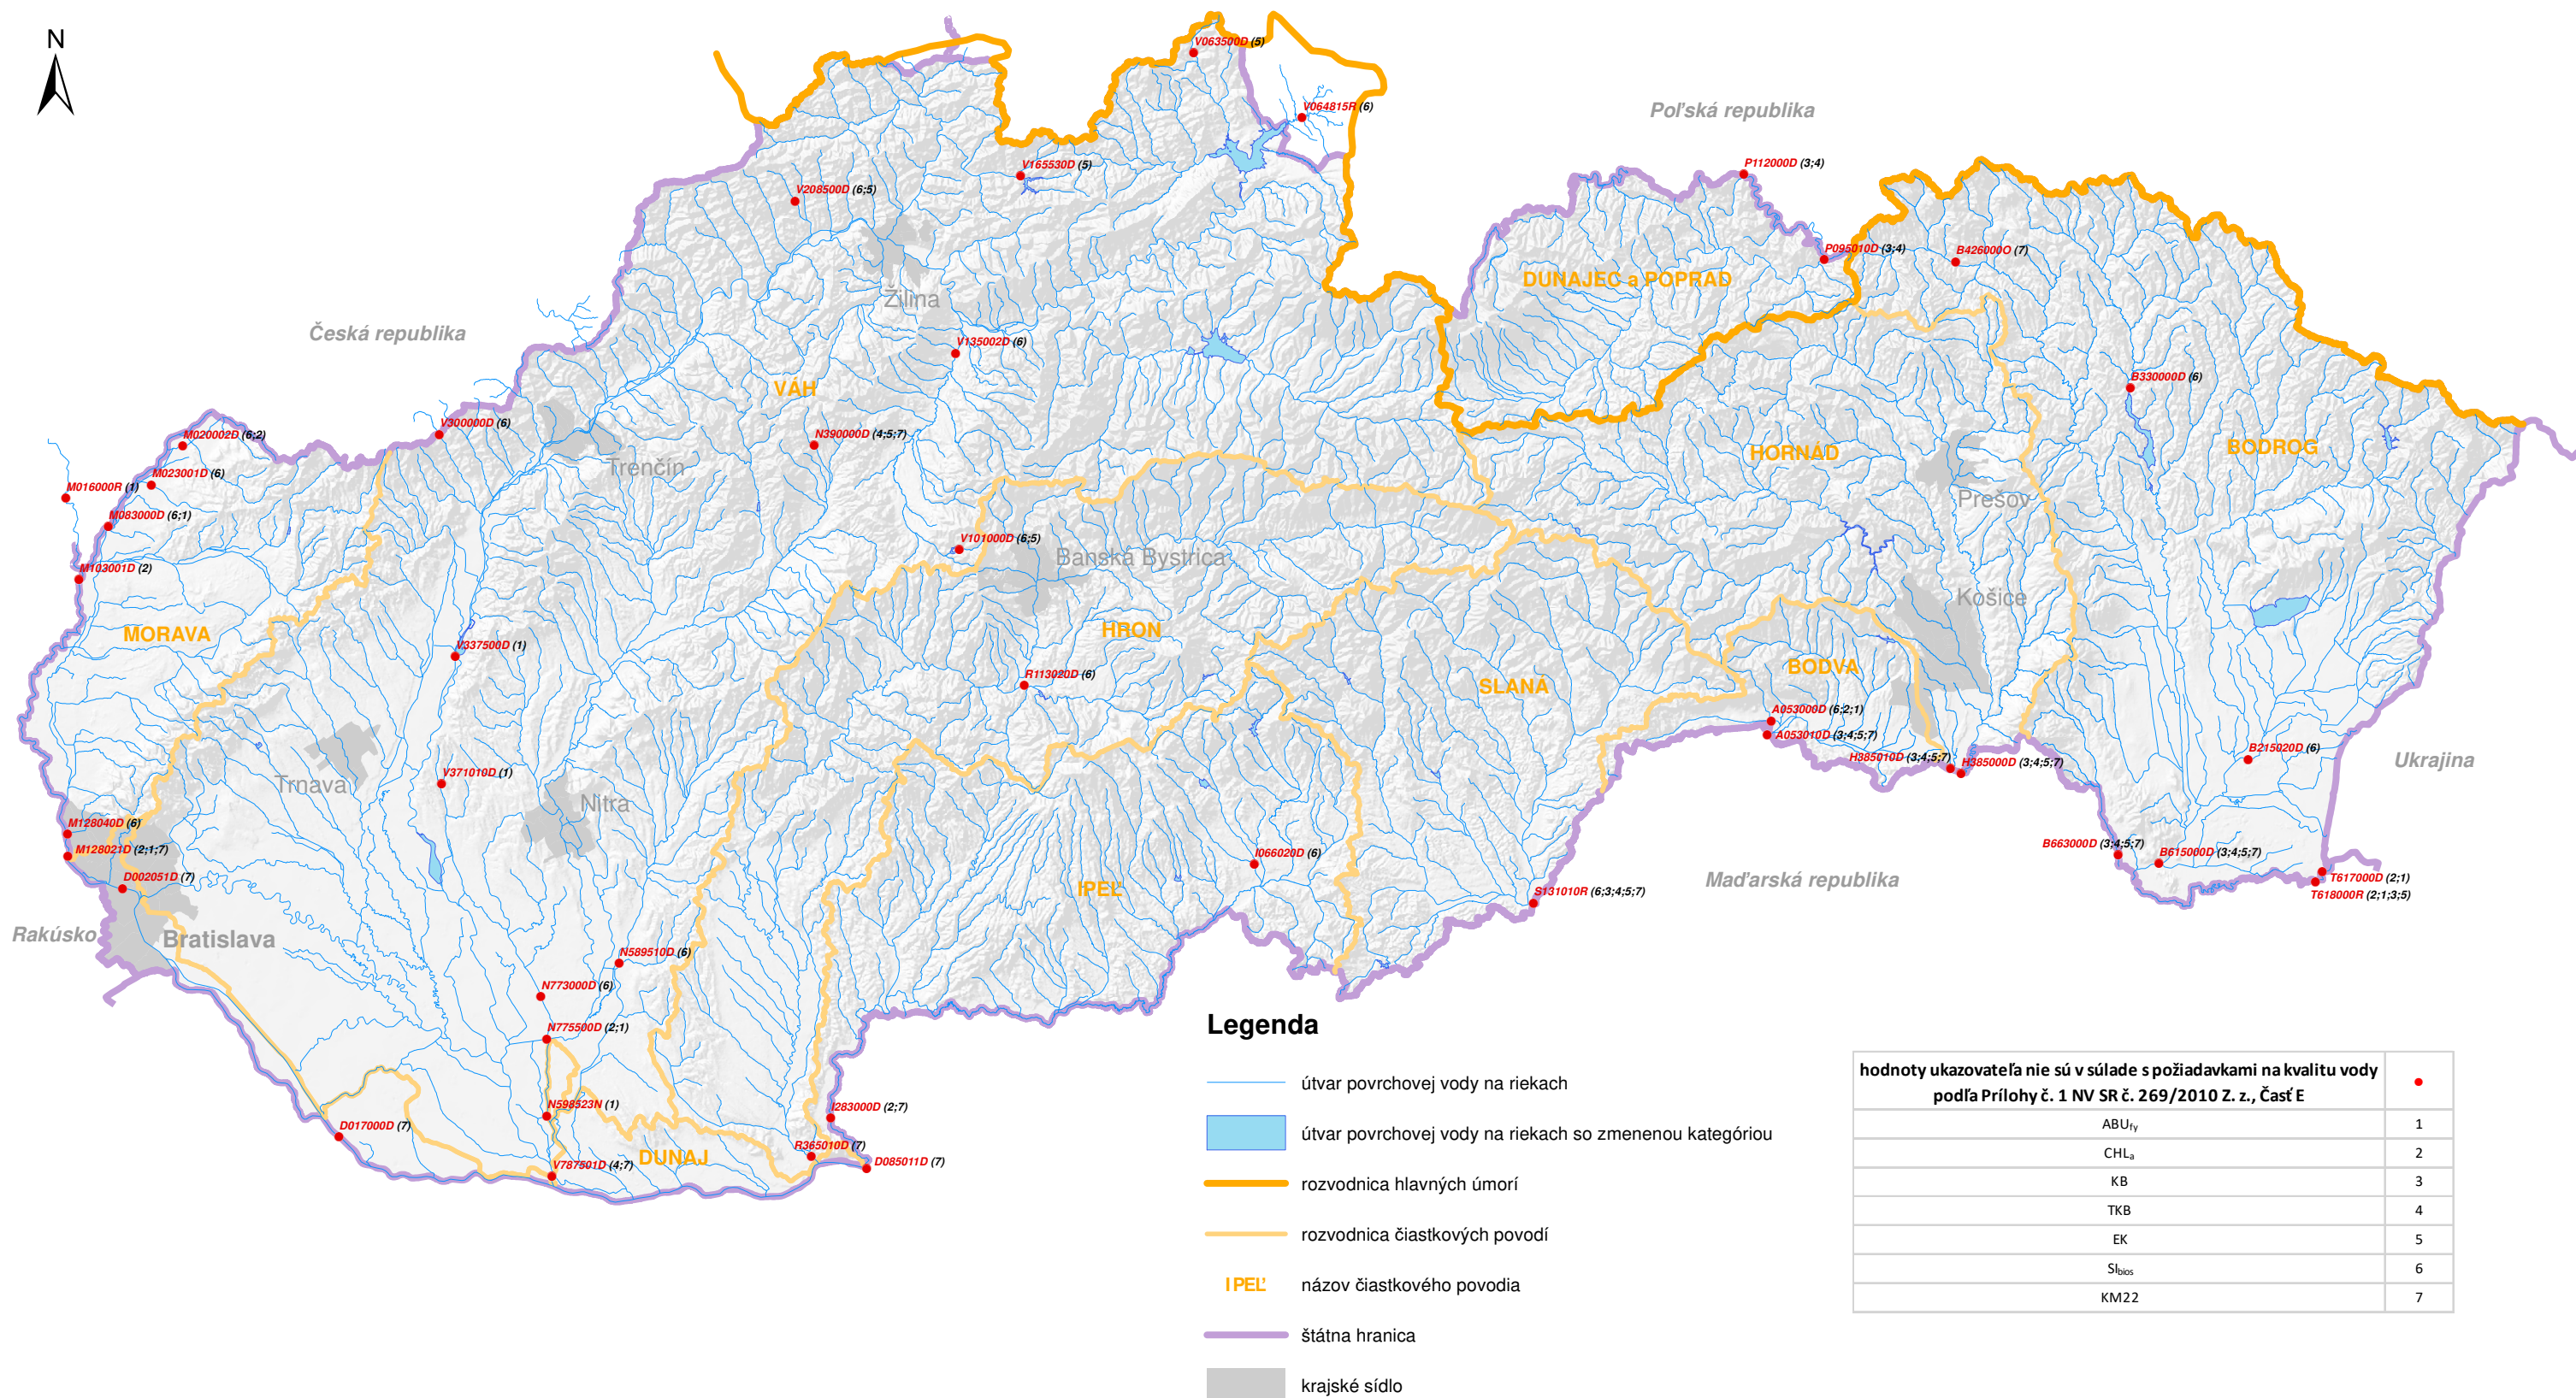 N
V063500D (5)
V064815R (6)
Poľská republika
V165530D (5)
P112000D (3;4)
V208500D (6;5)
P095010D (3;4)
B426000O (7)
DUNAJEC a POPRAD
Žilina
Česká republika
V135002D (6)
VÁH
B330000D (6)
V300000D (6)
M020002D (6;2)
N390000D (4;5;7)
HORNÁD
BODROG
Trenčín
M023001D (6)
M016000R (1)
Prešov
M083000D (6;1)
V101000D (6;5)
Banská Bystrica
M103001D (2)
Košice
MORAVA
HRON
V337500D (1)
BODVA
R113020D (6)
SLANÁ
A053000D (6;2;1)
A053010D (3;4;5;7)
B215020D (6)
H385010D (3;4;5;7)
H385000D (3;4;5;7)
Ukrajina
V371010D (1)
Trnava
Nitra
M128040D (6)
B663000D (3;4;5;7)
M128021D (2;1;7)
I066020D (6)
B615000D (3;4;5;7)
D002051D (7)
IPEĽ
Maďarská republika
T617000D (2;1)
S131010R (6;3;4;5;7)
T618000R (2;1;3;5)
Rakúsko
Bratislava
N589510D (6)
N773000D (6)
N775500D (2;1)
N598523N (1)
I283000D (2;7)
D017000D (7)
R365010D (7)
DUNAJ
D085011D (7)
V787501D (4;7)
Legenda
útvar povrchovej vody na riekach
útvar povrchovej vody na riekach so zmenenou kategóriou
rozvodnica hlavných úmorí
rozvodnica čiastkových povodí
IPEĽ názov čiastkového povodia
štátna hranica
krajské sídlo
hodnoty ukazovateľa nie sú v súlade s požiadavkami na kvalitu vody
podľa Prílohy č. 1 NV SR č. 269/2010 Z. z., Časť E
ABUfy 1
CHLa 2
KB 3
TKB 4
EK 5
SIbios 6
KM22 7